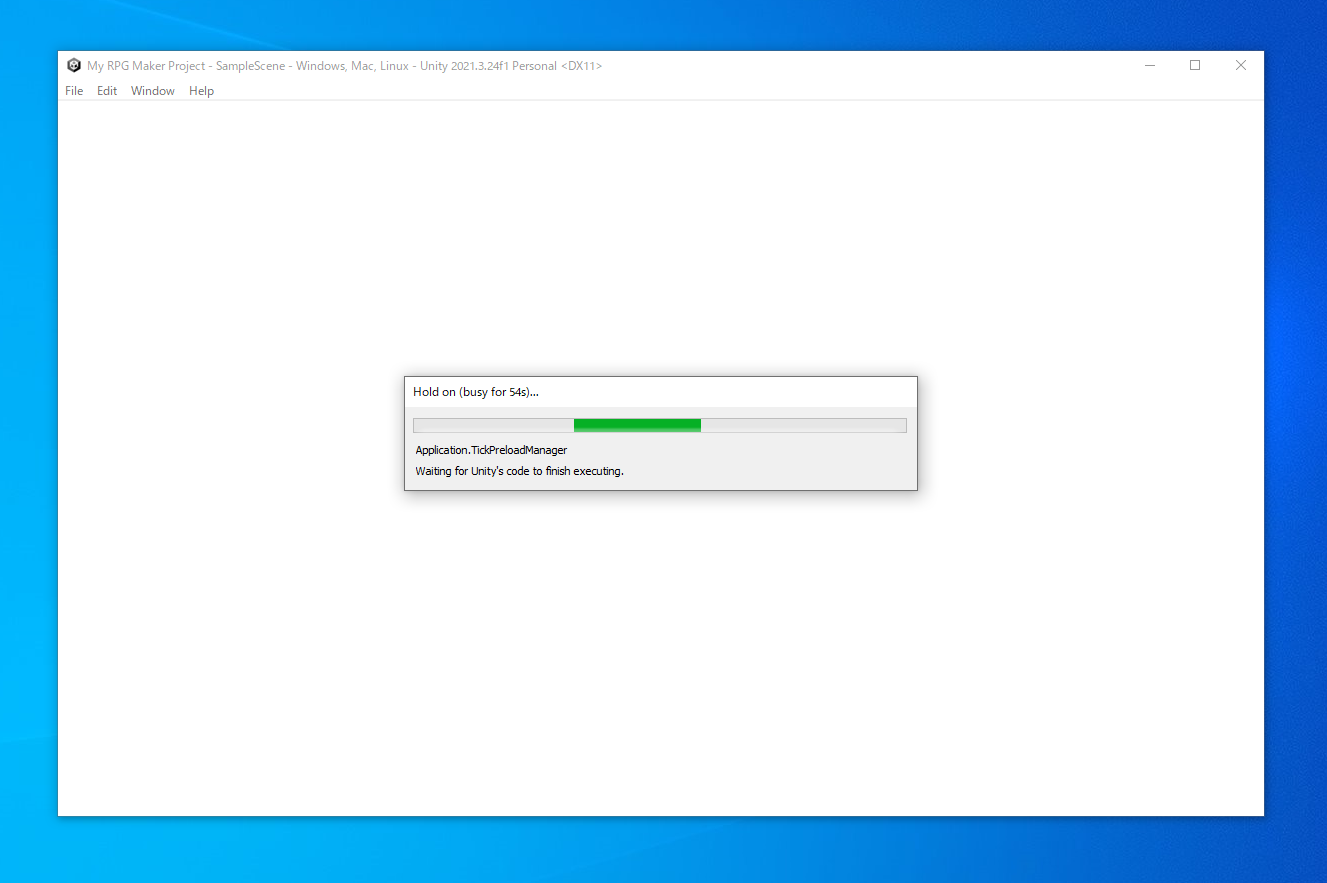 My RPG Maker Project - SampleScene - Windows, Mac, Linux - Unity 2021.3.24f1 Personal <DX11>
File Edit Window Help
Hold on (busy for 54s)...
Application.TickPreloadManager
Waiting for Unity's code to finish executing.